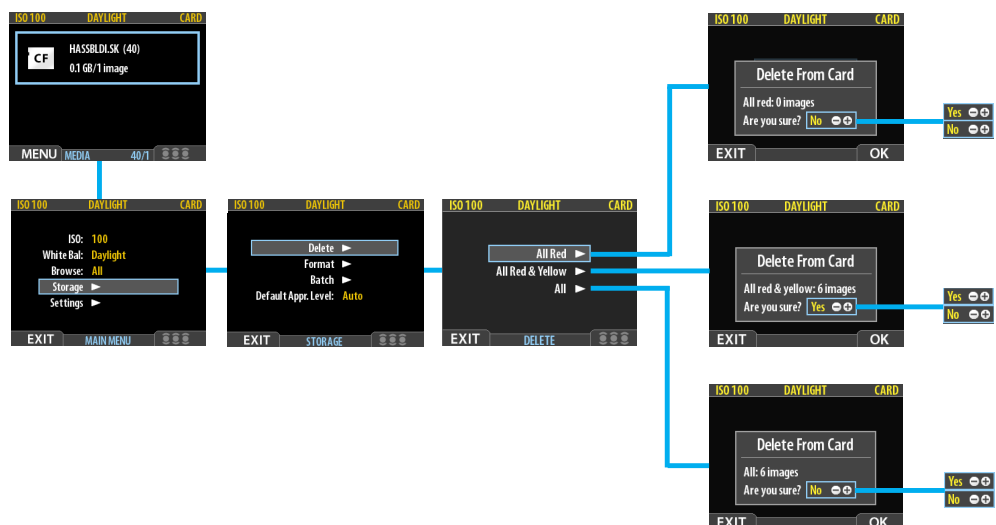 ISO 100 DAYLIGHT CARD
CF
HASSBLDI.SK (40)
0.1 GB/1 image
MENU MEDIA 40/1
ISO 100 DAYLIGHT CARD
ISO: 100
White Bal: Daylight
Browse: All
Storage
Settings
EXIT MAIN MENU
ISO 100 DAYLIGHT CARD
Delete
Format
Batch
Default Appr. Level: Auto
EXIT STORAGE
ISO 100 DAYLIGHT CARD
All Red
All Red & Yellow
All
EXIT DELETE
ISO 100 DAYLIGHT CARD
Delete From Card
All red: 0 images
Are you sure? No
EXIT OK
Yes
No
ISO 100 DAYLIGHT CARD
Delete From Card
All red & yellow: 6 images
Are you sure? Yes
EXIT OK
Yes
No
ISO 100 DAYLIGHT CARD
Delete From Card
All: 6 images
Are you sure? No
EXIT OK
Yes
No